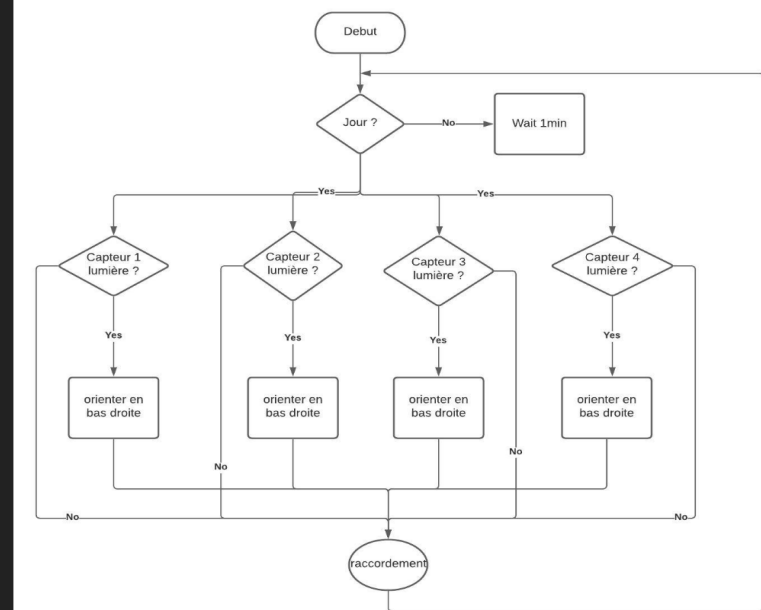 Debut
Jour ?
No
Wait 1min
Yes
Yes
Capteur 1
lumière ?
Capteur 2
lumière ?
Capteur 3
lumière ?
Capteur 4
lumière ?
Yes
Yes
Yes
Yes
orienter en
bas droite
orienter en
bas droite
orienter en
bas droite
orienter en
bas droite
No
No
No
No
raccordement